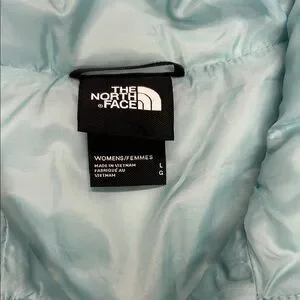 THE
NORTH
FACE
WOMENS/FEMMES
MADE IN VIETNAM
FABRIQUÉ AU
VIETNAM
L
G